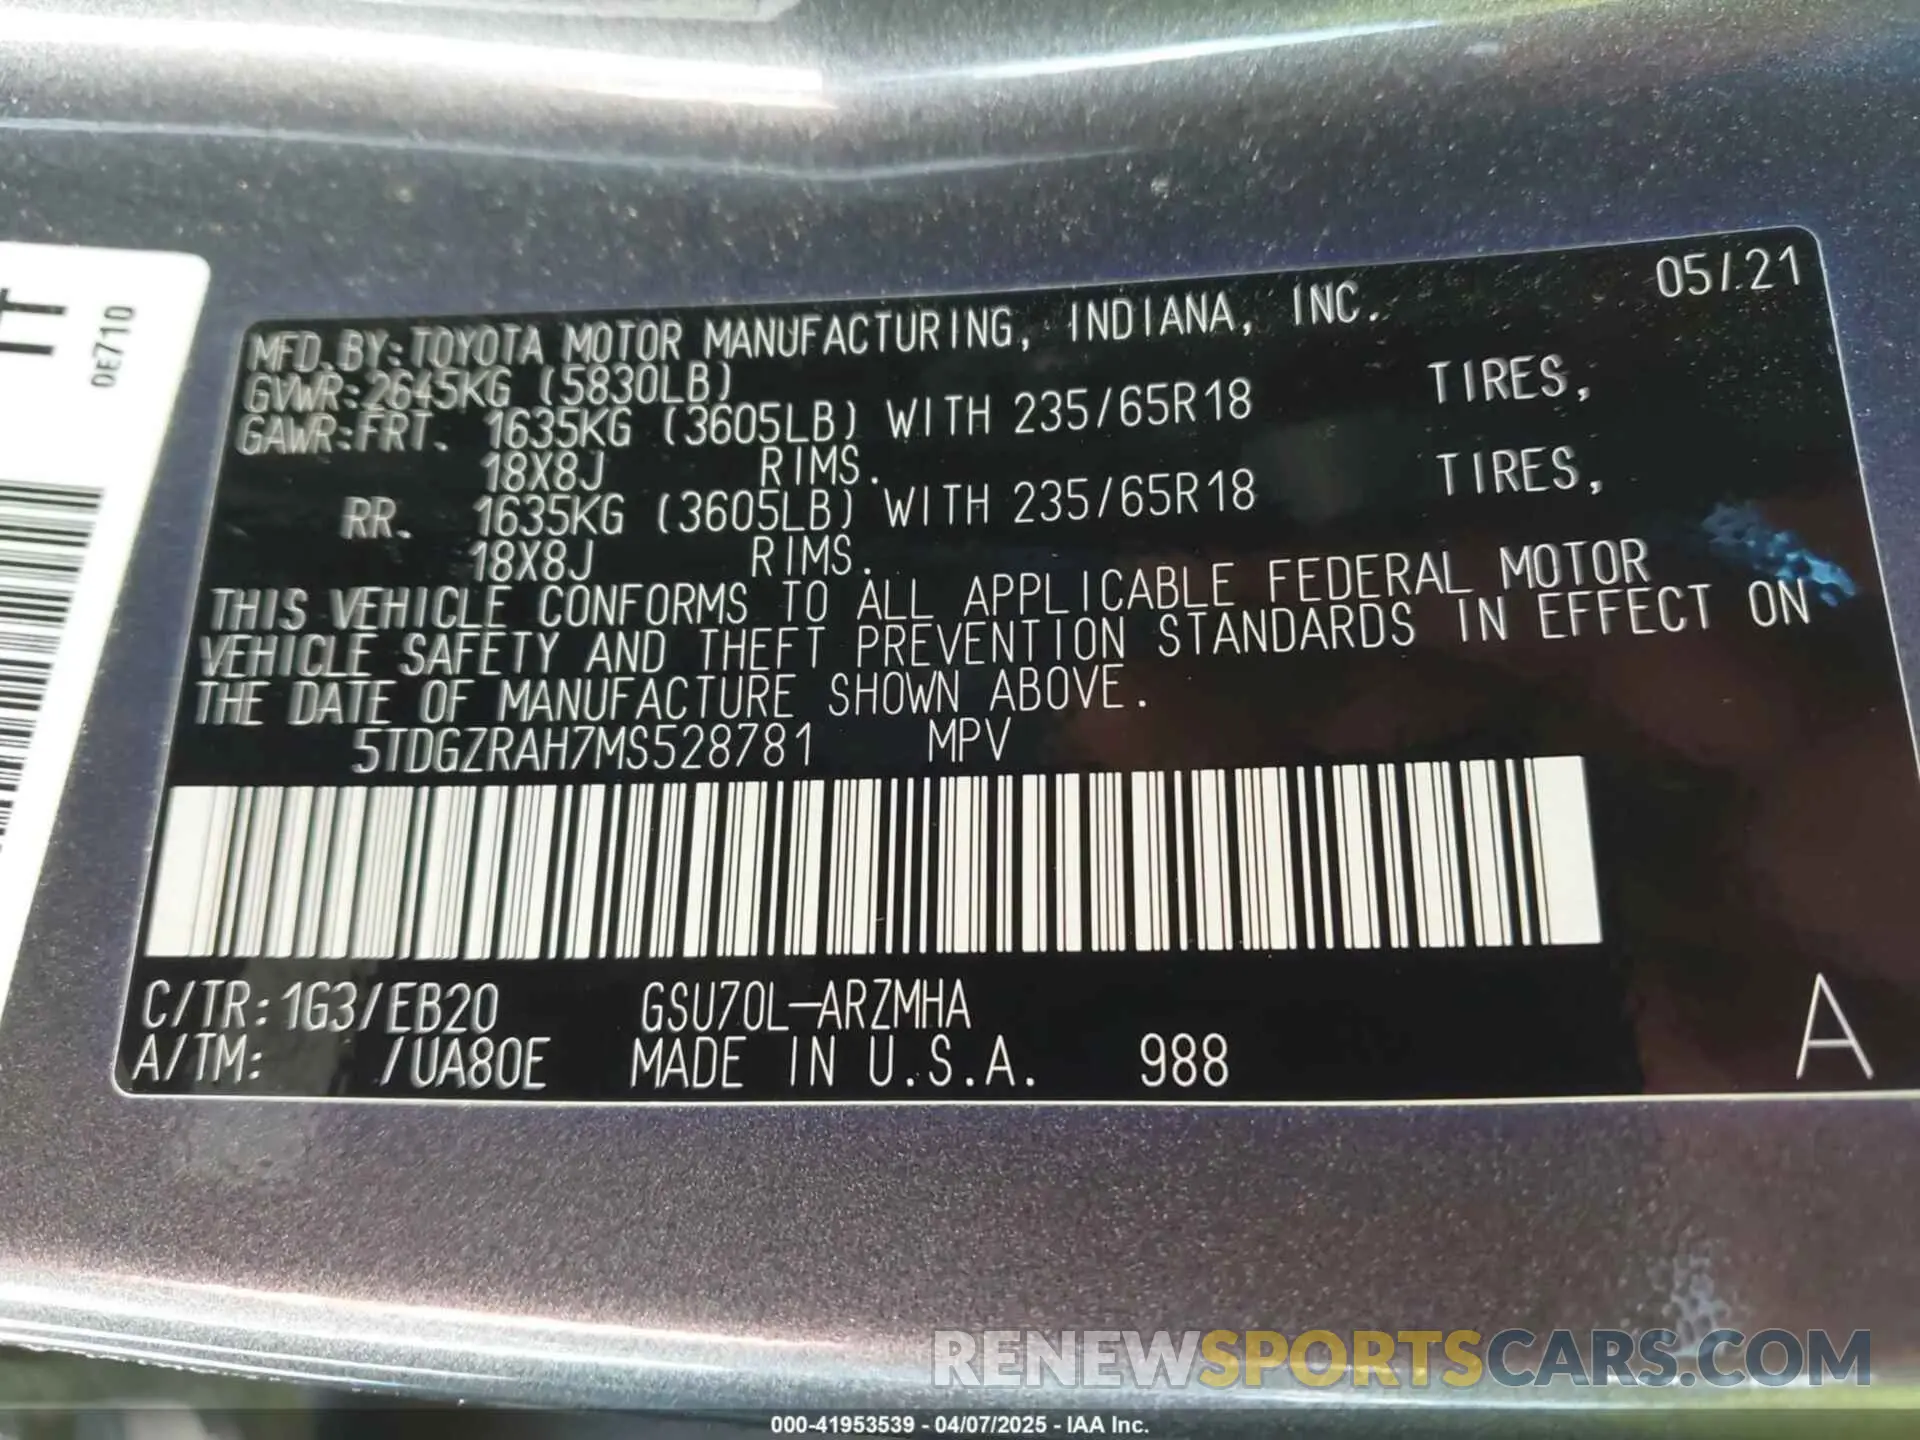 05/21
MFD.BY:TOYOTA MOTOR MANUFACTURING, INDIANA, INC.
GVWR:2645KG (5830LB)
GAWR:FRT. 1635KG (3605LB) WITH 235/65R18 TIRES,
18X8J RIMS.
RR. 1635KG (3605LB) WITH 235/65R18 TIRES,
18X8J RIMS.
THIS VEHICLE CONFORMS TO ALL APPLICABLE FEDERAL MOTOR
VEHICLE SAFETY AND THEFT PREVENTION STANDARDS IN EFFECT ON
THE DATE OF MANUFACTURE SHOWN ABOVE.
5TDGZRAH7MS528781 MPV
C/TR:1G3/EB20 GSU70L-ARZMHA
A/TM: /UA80E MADE IN U.S.A. 988
A
0E710
RENEWSPORTSCARS.COM
000-41953539 - 04/07/2025 - IAA Inc.